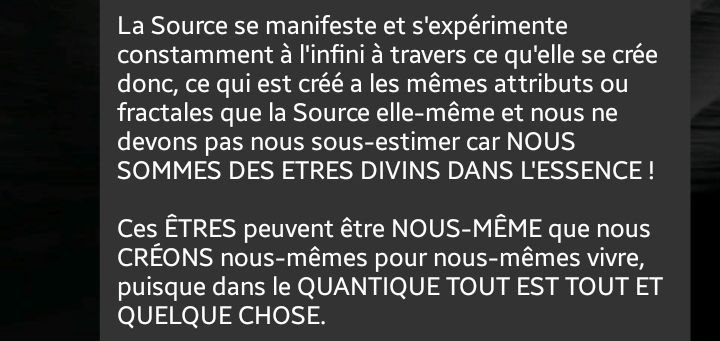 La Source se manifeste et s'expérimente
constamment à l'infini à travers ce qu'elle se crée
donc, ce qui est créé a les mêmes attributs ou
fractales que la Source elle-même et nous ne
devons pas nous sous-estimer car NOUS
SOMMES DES ETRES DIVINS DANS L'ESSENCE !

Ces ÊTRES peuvent être NOUS-MÊME que nous
CRÉONS nous-mêmes pour nous-mêmes vivre,
puisque dans le QUANTIQUE TOUT EST TOUT ET
QUELQUE CHOSE.